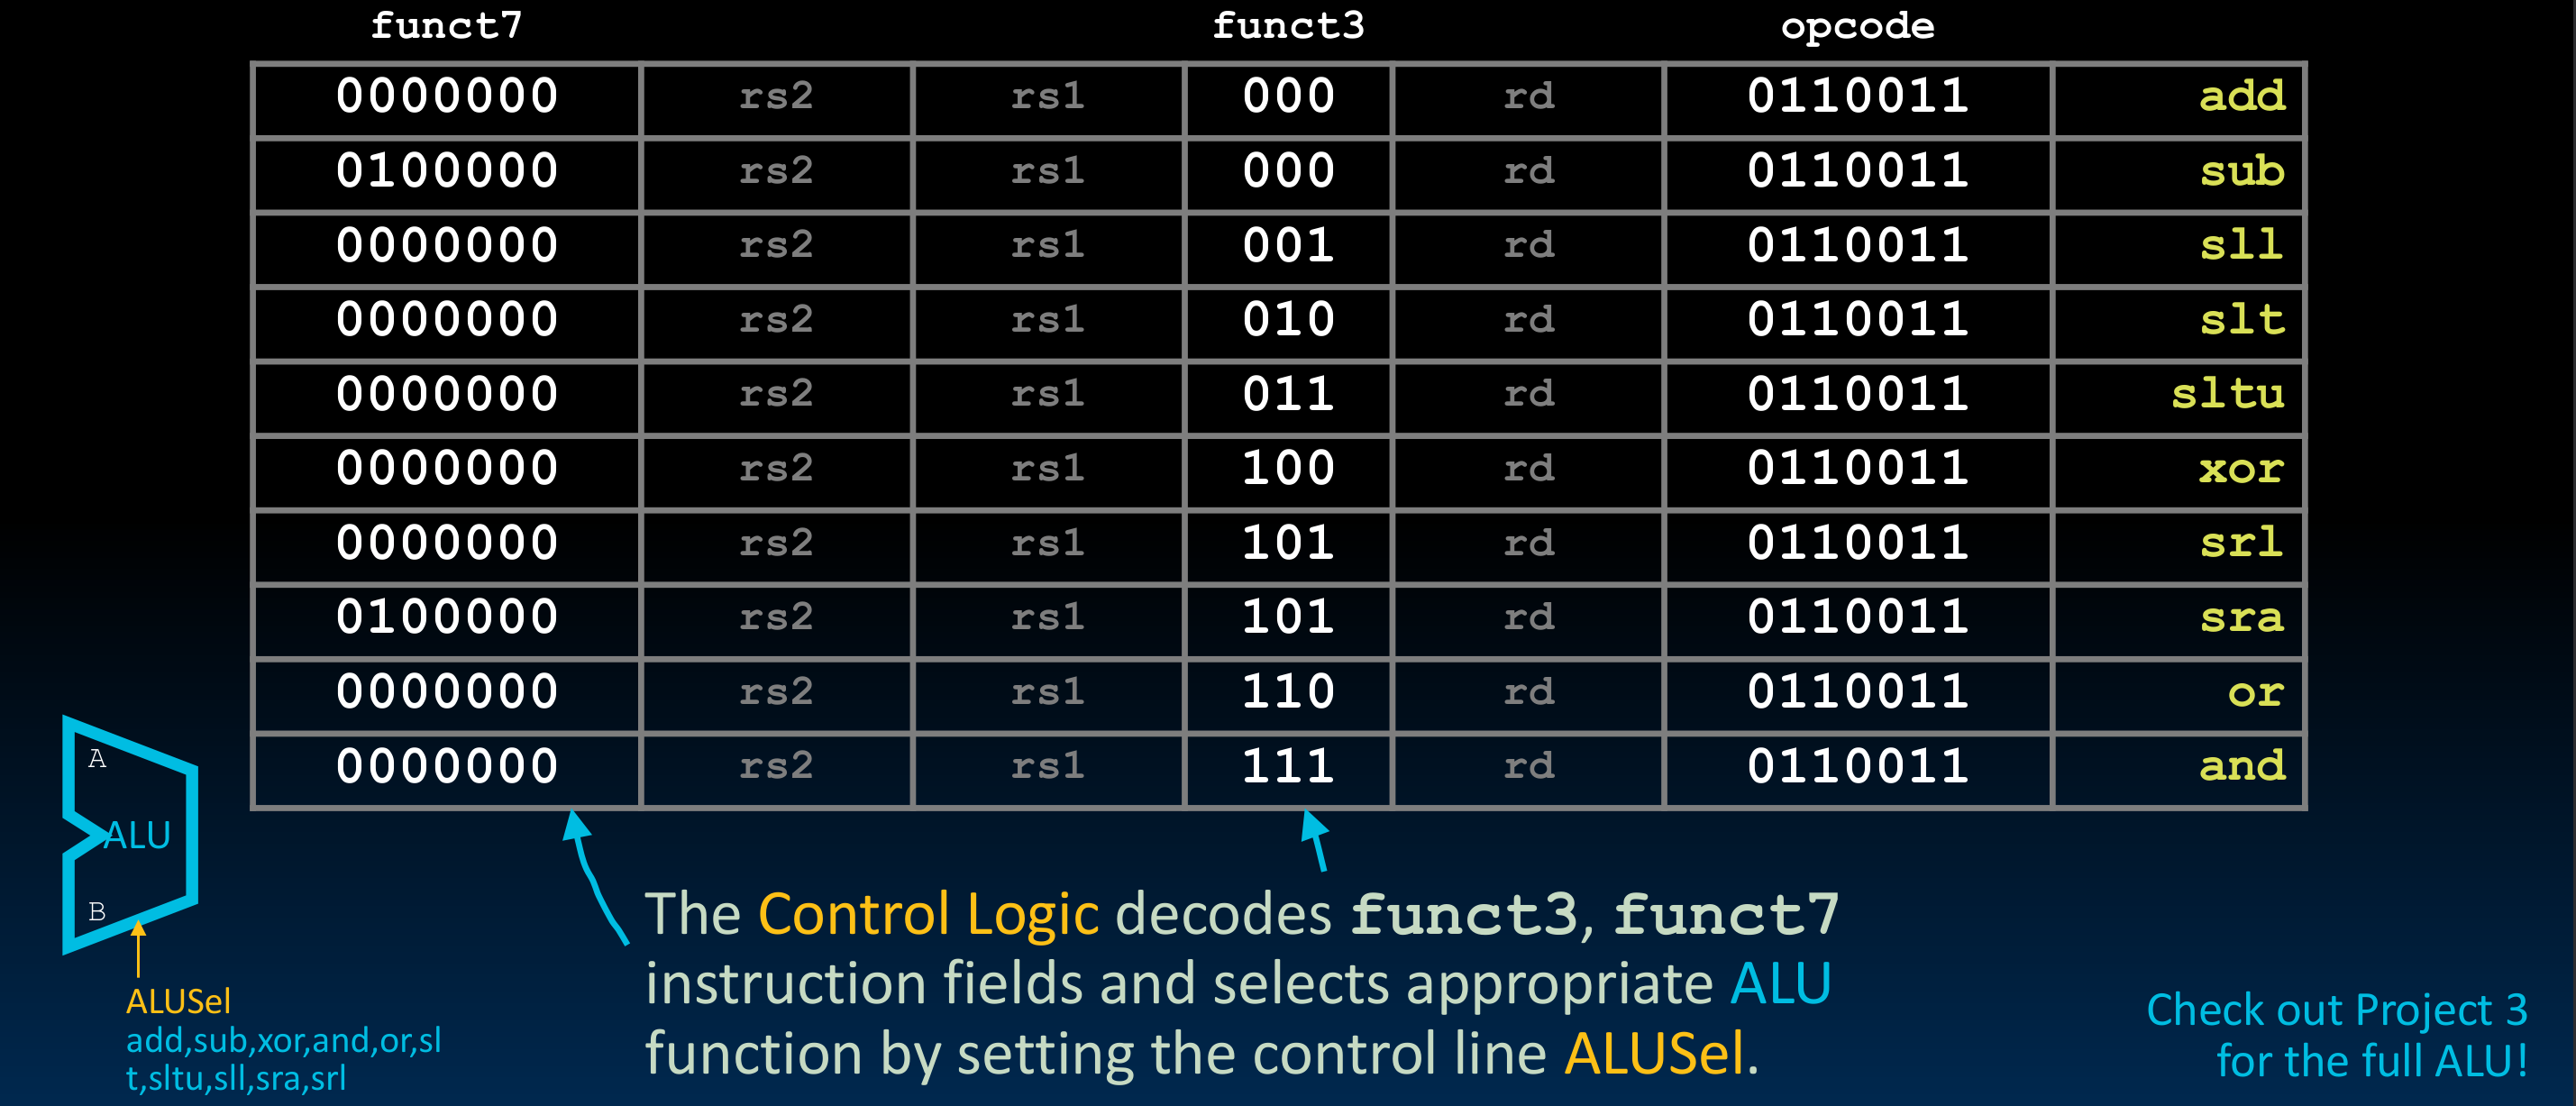 funct7 funct3 opcode
0000000 rs2 rs1 000 rd 0110011 add
0100000 rs2 rs1 000 rd 0110011 sub
0000000 rs2 rs1 001 rd 0110011 sll
0000000 rs2 rs1 010 rd 0110011 slt
0000000 rs2 rs1 011 rd 0110011 sltu
0000000 rs2 rs1 100 rd 0110011 xor
0000000 rs2 rs1 101 rd 0110011 srl
0100000 rs2 rs1 101 rd 0110011 sra
0000000 rs2 rs1 110 rd 0110011 or
0000000 rs2 rs1 111 rd 0110011 and
A
ALU
B
ALUSel
add,sub,xor,and,or,sl
t,sltu,sll,sra,srl
The Control Logic decodes funct3, funct7
instruction fields and selects appropriate ALU
function by setting the control line ALUSel.
Check out Project 3
for the full ALU!